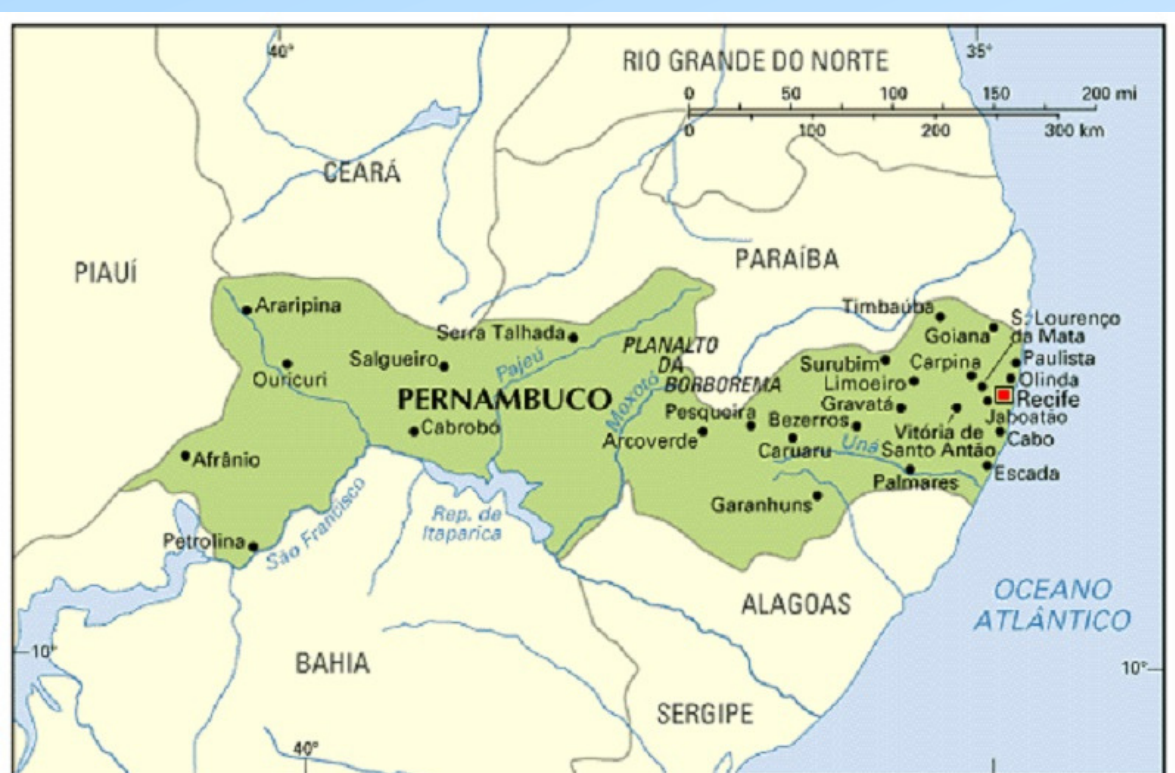 40°
35°
RIO GRANDE DO NORTE
0 50 100 150 200 mi
0 100 200 300 km
CEARÁ
PIAUÍ
PARAÍBA
Araripina
Timbaúba
S. Lourenço
da Mata
Goiana
Serra Talhada
PLANALTO
DA
BORBOREMA
Salgueiro
Pajeú
Surubim
Carpina
Paulista
Ouricuri
Limoeiro
Olinda
PERNAMBUCO
Moxotó
Gravatá
Recife
Pesqueira
Bezerros
Jaboatão
Cabrobó
Arcoverde
Caruaru
Uná
Vitória de
Santo Antão
Cabo
Afrânio
Palmares
Escada
Garanhuns
São Francisco
Rep. de
Itaparica
Petrolina
OCEANO
ATLÂNTICO
ALAGOAS
10°
10°
BAHIA
SERGIPE
40°